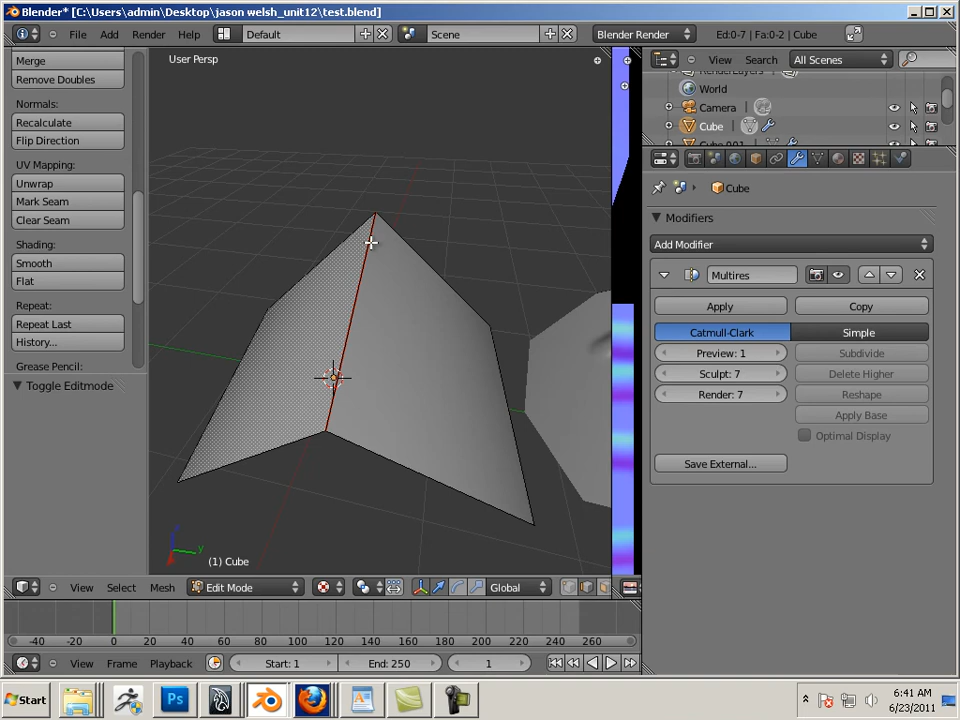 Blender* [C:\Users\admin\Desktop\jason welsh_unit12\test.blend]
File Add Render Help Default Scene Blender Render Ed:0-7 | Fa:0-2 | Cube
Merge
Remove Doubles
Normals:
Recalculate
Flip Direction
UV Mapping:
Unwrap
Mark Seam
Clear Seam
Shading:
Smooth
Flat
Repeat:
Repeat Last
History...
Grease Pencil:
Toggle Editmode
User Persp
z
y
(1) Cube
View Select Mesh Edit Mode Global
View Search All Scenes
RenderLayers
World
Camera
Cube
Cube.001
Cube
Modifiers
Add Modifier
Multires
Apply Copy
Catmull-Clark Simple
Preview: 1 Subdivide
Sculpt: 7 Delete Higher
Render: 7 Reshape
Apply Base
Optimal Display
Save External...
-40 -20 0 20 40 60 80 100 120 140 160 180 200 220 240 260
View Frame Playback Start: 1 End: 250 1
Start Ps 6:41 AM
6/23/2011